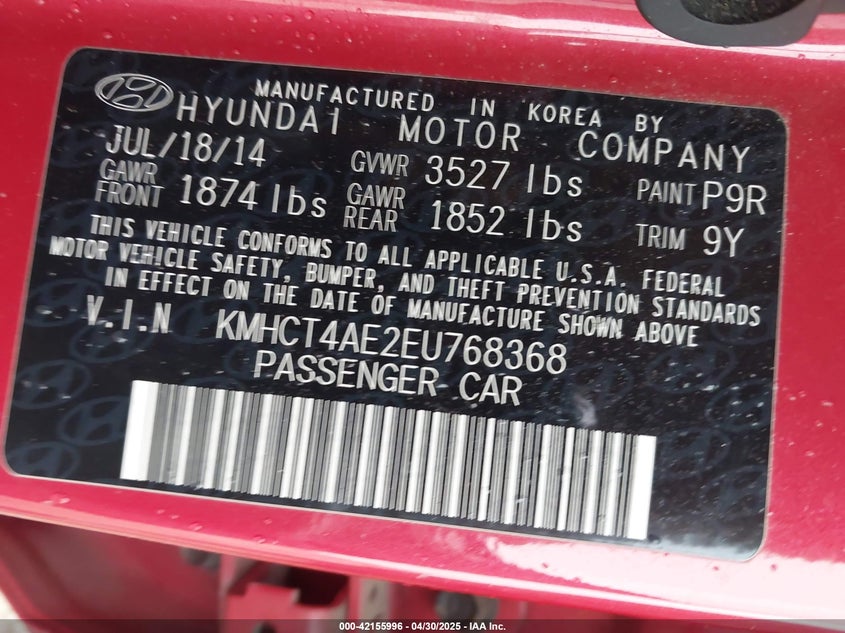 MANUFACTURED IN KOREA BY
HYUNDAI MOTOR COMPANY
JUL/18/14 GVWR 3527 lbs PAINT P9R
GAWR FRONT 1874 lbs GAWR REAR 1852 lbs TRIM 9Y
THIS VEHICLE CONFORMS TO ALL APPLICABLE U.S.A. FEDERAL
MOTOR VEHICLE SAFETY, BUMPER, AND THEFT PREVENTION STANDARDS
IN EFFECT ON THE DATE OF MANUFACTURE SHOWN ABOVE
V.I.N KMHCT4AE2EU768368
PASSENGER CAR
000-42155996 - 04/30/2025 - IAA Inc.